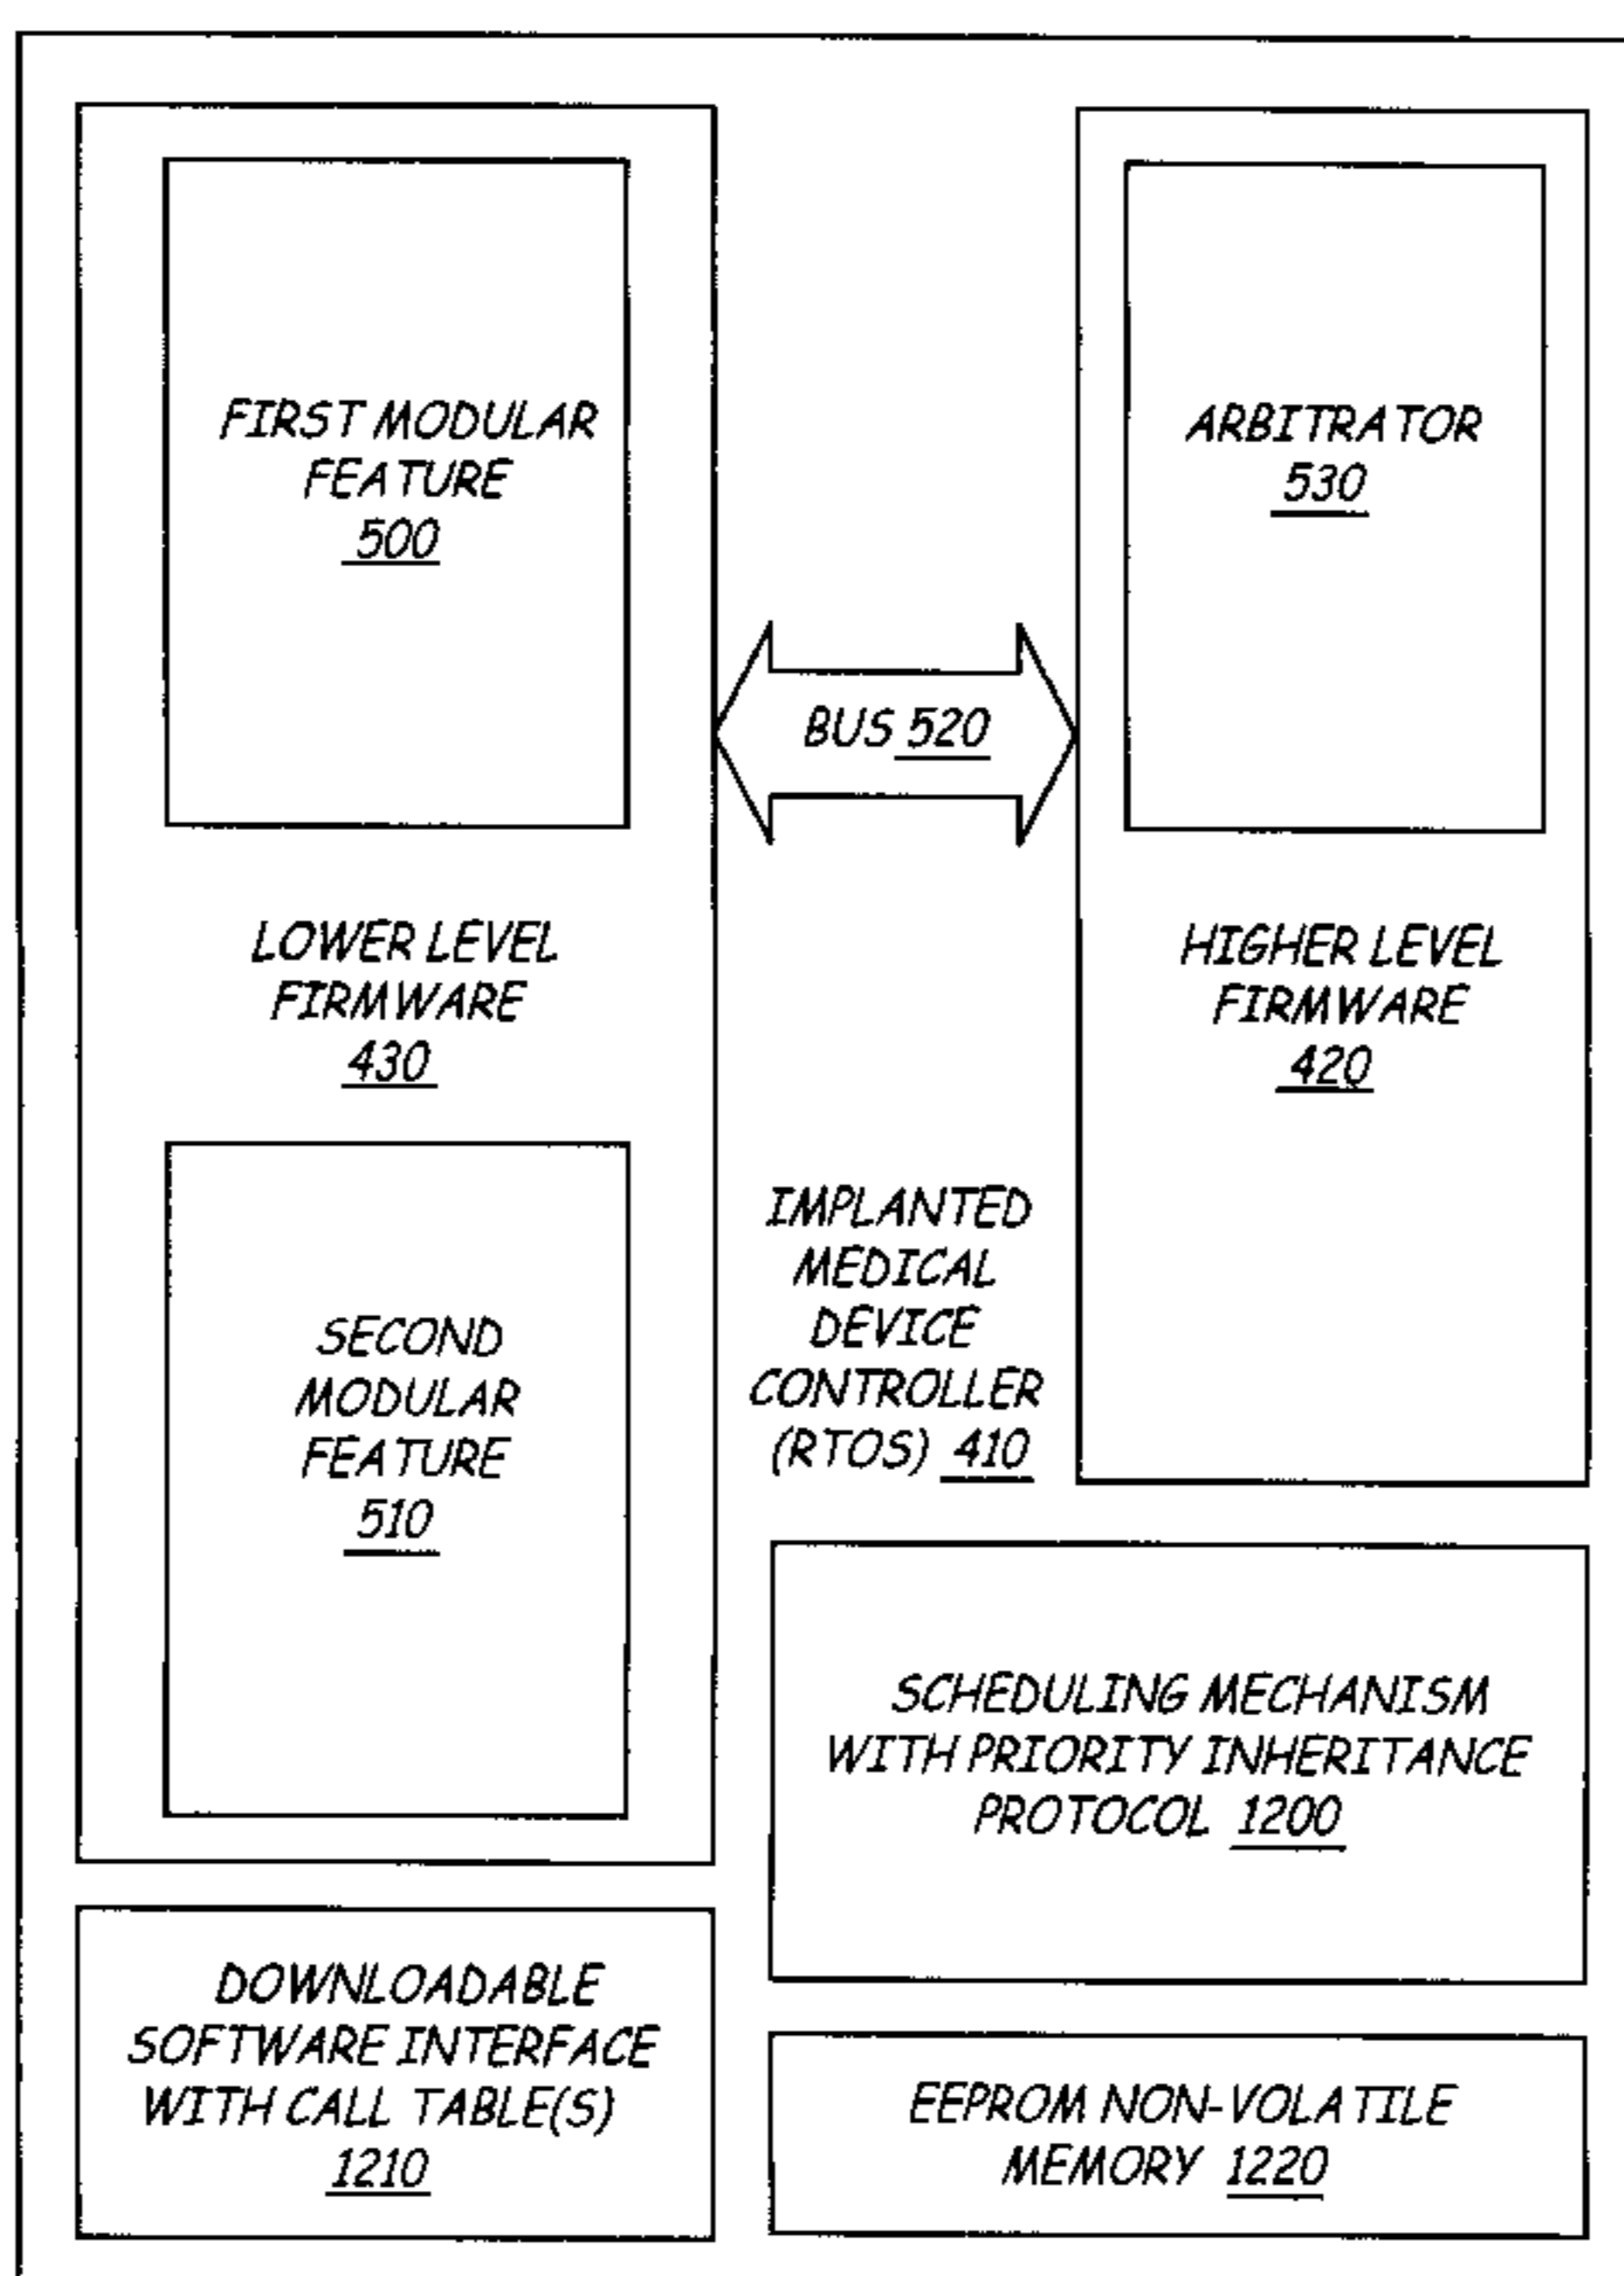 FIRST MODULAR
FEATURE
500
ARBITRATOR
530
BUS 520
LOWER LEVEL
FIRMWARE
430
HIGHER LEVEL
FIRMWARE
420
SECOND
MODULAR
FEATURE
510
IMPLANTED
MEDICAL
DEVICE
CONTROLLER
(RTOS) 410
SCHEDULING MECHANISM
WITH PRIORITY INHERITANCE
PROTOCOL 1200
DOWNLOADABLE
SOFTWARE INTERFACE
WITH CALL TABLE(S)
1210
EEPROM NON-VOLATILE
MEMORY 1220